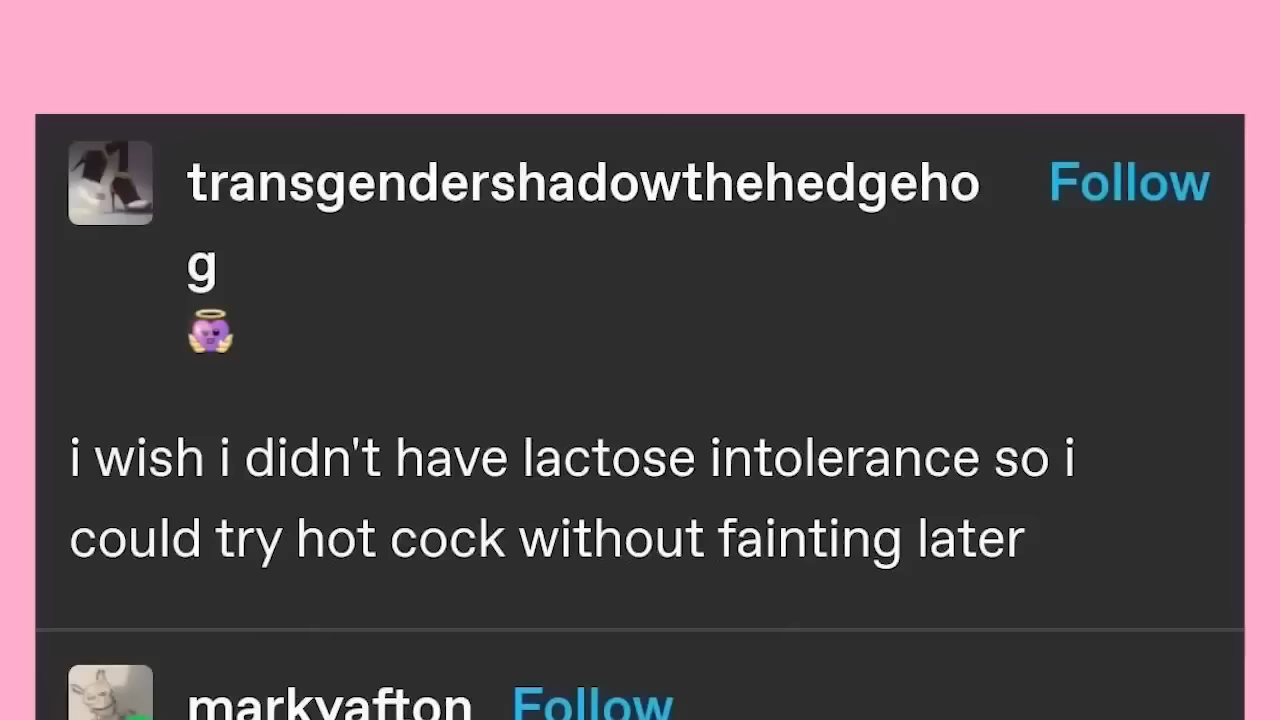 transgendershadowthehedgeho Follow
g
i wish i didn't have lactose intolerance so i
could try hot cock without fainting later
markyafton Follow